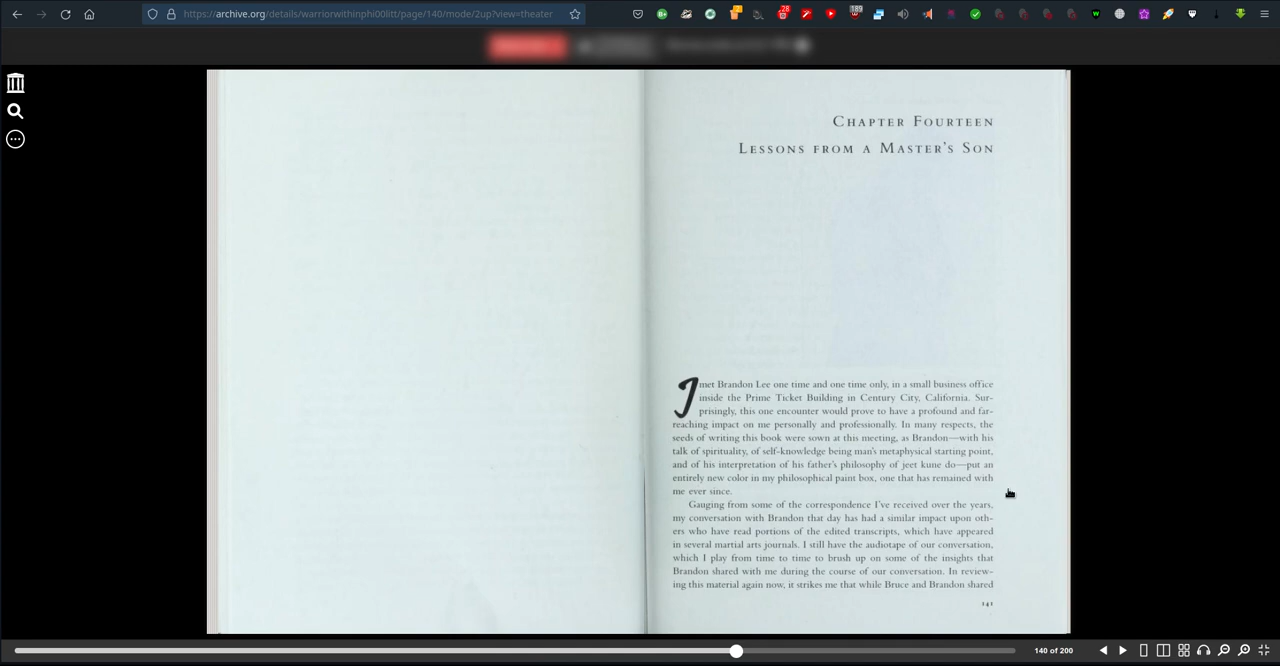 https://archive.org/details/warriorwithinphi00litt/page/140/mode/2up?view=theater
28
189
CHAPTER FOURTEEN
LESSONS FROM A MASTER'S SON
I met Brandon Lee one time and one time only, in a small business office
inside the Prime Ticket Building in Century City, California. Sur-
prisingly, this one encounter would prove to have a profound and far-
reaching impact on me personally and professionally. In many respects, the
seeds of writing this book were sown at this meeting, as Brandon—with his
talk of spirituality, of self-knowledge being man's metaphysical starting point,
and of his interpretation of his father's philosophy of jeet kune do—put an
entirely new color in my philosophical paint box, one that has remained with
me ever since.
Gauging from some of the correspondence I've received over the years,
my conversation with Brandon that day has had a similar impact upon oth-
ers who have read portions of the edited transcripts, which have appeared
in several martial arts journals. I still have the audiotape of our conversation,
which I play from time to time to brush up on some of the insights that
Brandon shared with me during the course of our conversation. In review-
ing this material again now, it strikes me that while Bruce and Brandon shared
141
140 of 200